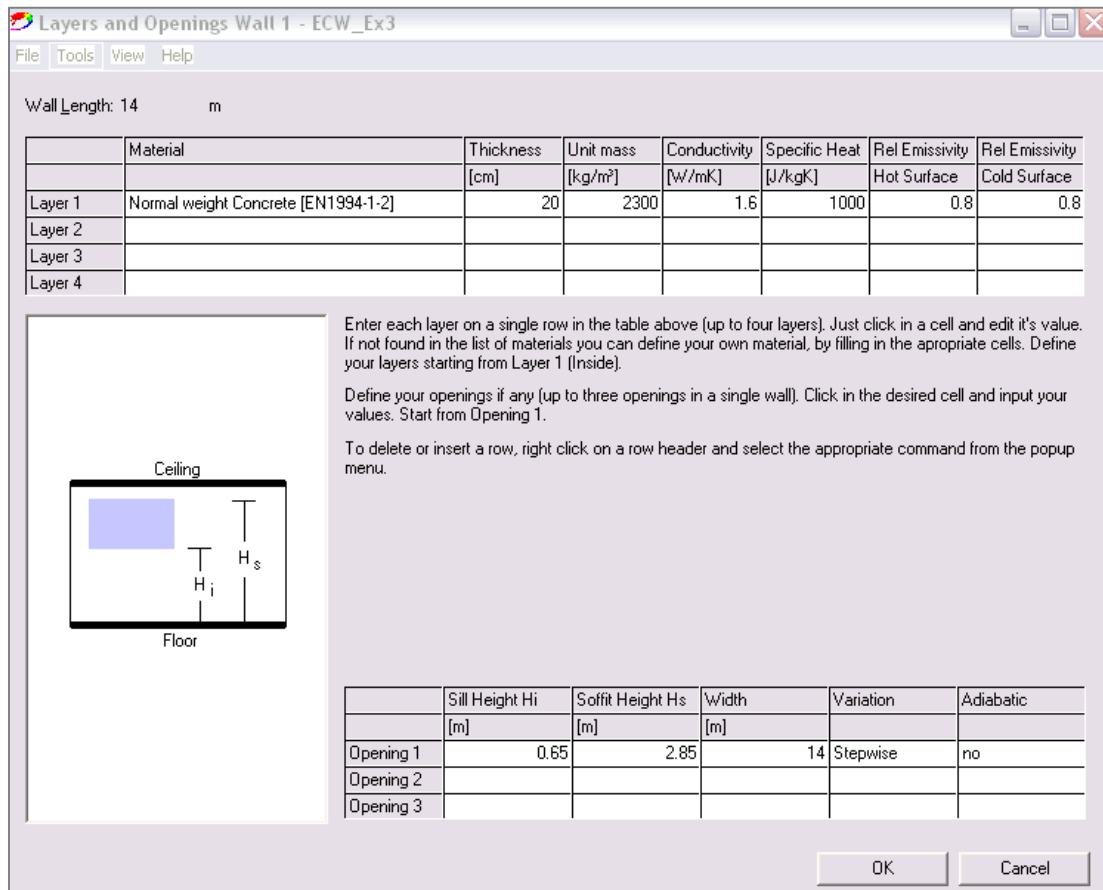 Layers and Openings Wall 1 - ECW_Ex3
File Tools View Help
Wall Length: 14 m
Material Thickness Unit mass Conductivity Specific Heat Rel Emissivity Rel Emissivity
[cm] [kg/m³] [W/mK] [J/kgK] Hot Surface Cold Surface
Layer 1 Normal weight Concrete [EN1994-1-2] 20 2300 1.6 1000 0.8 0.8
Layer 2
Layer 3
Layer 4
Enter each layer on a single row in the table above (up to four layers). Just click in a cell and edit it's value.
If not found in the list of materials you can define your own material, by filling in the apropriate cells. Define
your layers starting from Layer 1 (Inside).
Define your openings if any (up to three openings in a single wall). Click in the desired cell and input your
values. Start from Opening 1.
To delete or insert a row, right click on a row header and select the appropriate command from the popup
menu.
Ceiling
H i
H s
Floor
Sill Height Hi Soffit Height Hs Width Variation Adiabatic
[m] [m] [m]
Opening 1 0.65 2.85 14 Stepwise no
Opening 2
Opening 3
OK Cancel